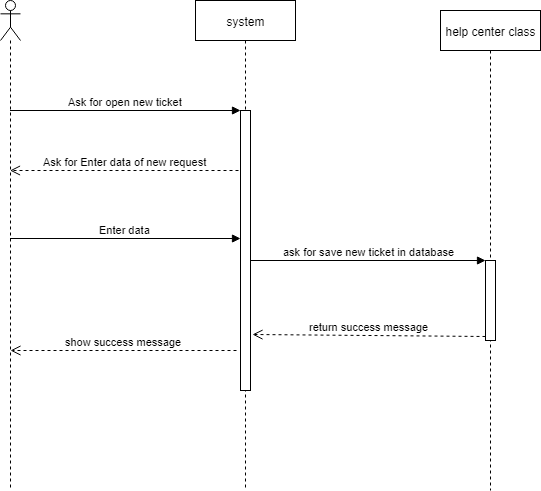 system
help center class
Ask for open new ticket
Ask for Enter data of new request
Enter data
ask for save new ticket in database
return success message
show success message